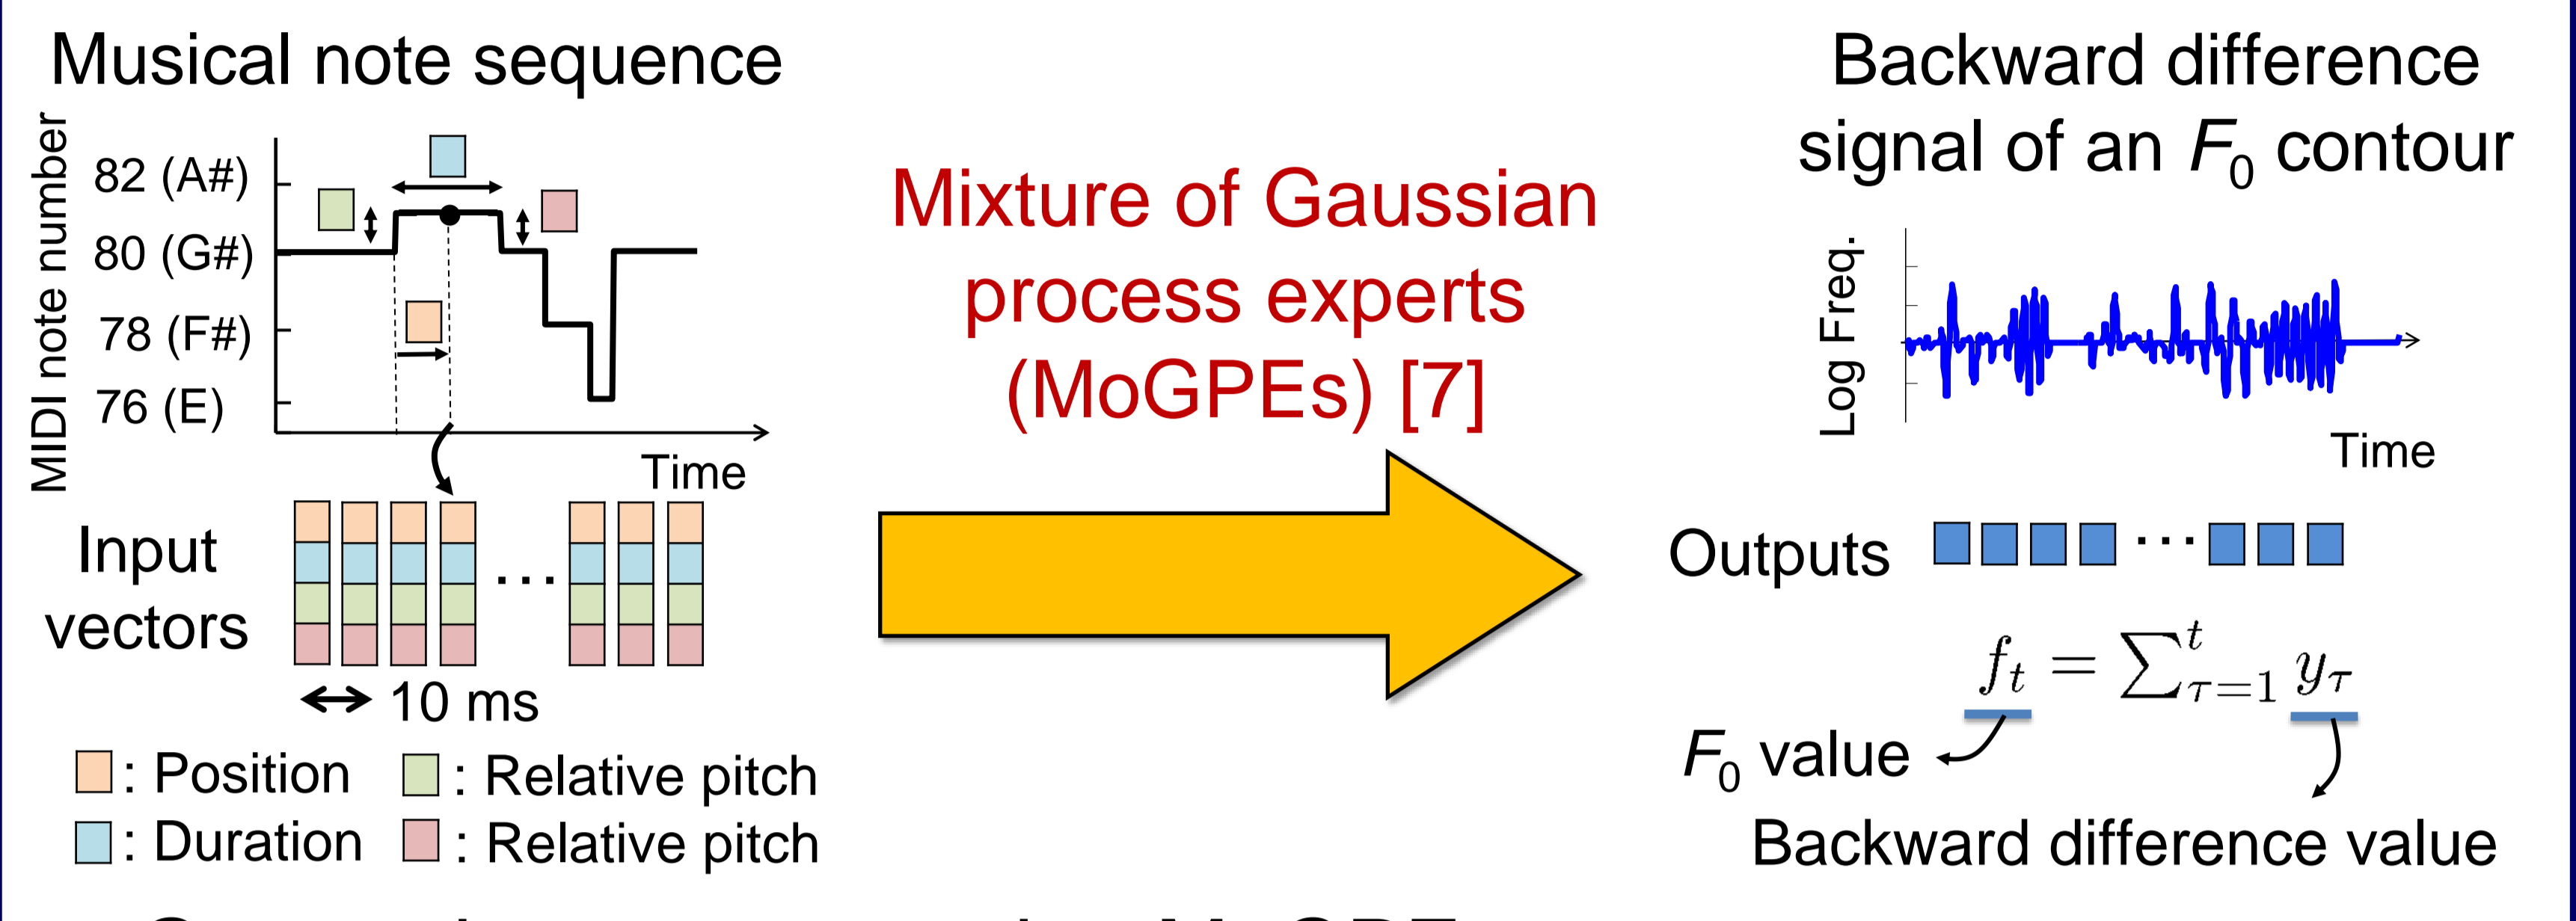 Musical note sequence
MIDI note number
82 (A#)
80 (G#)
78 (F#)
76 (E)
Time
Input
vectors
...
10 ms
: Position
: Relative pitch
: Duration
: Relative pitch
Mixture of Gaussian
process experts
(MoGPEs) [7]
Backward difference
signal of an F0 contour
Log Freq.
Time
Outputs
...
f_t = ∑_{τ=1}^{t} y_τ
F0 value
Backward difference value